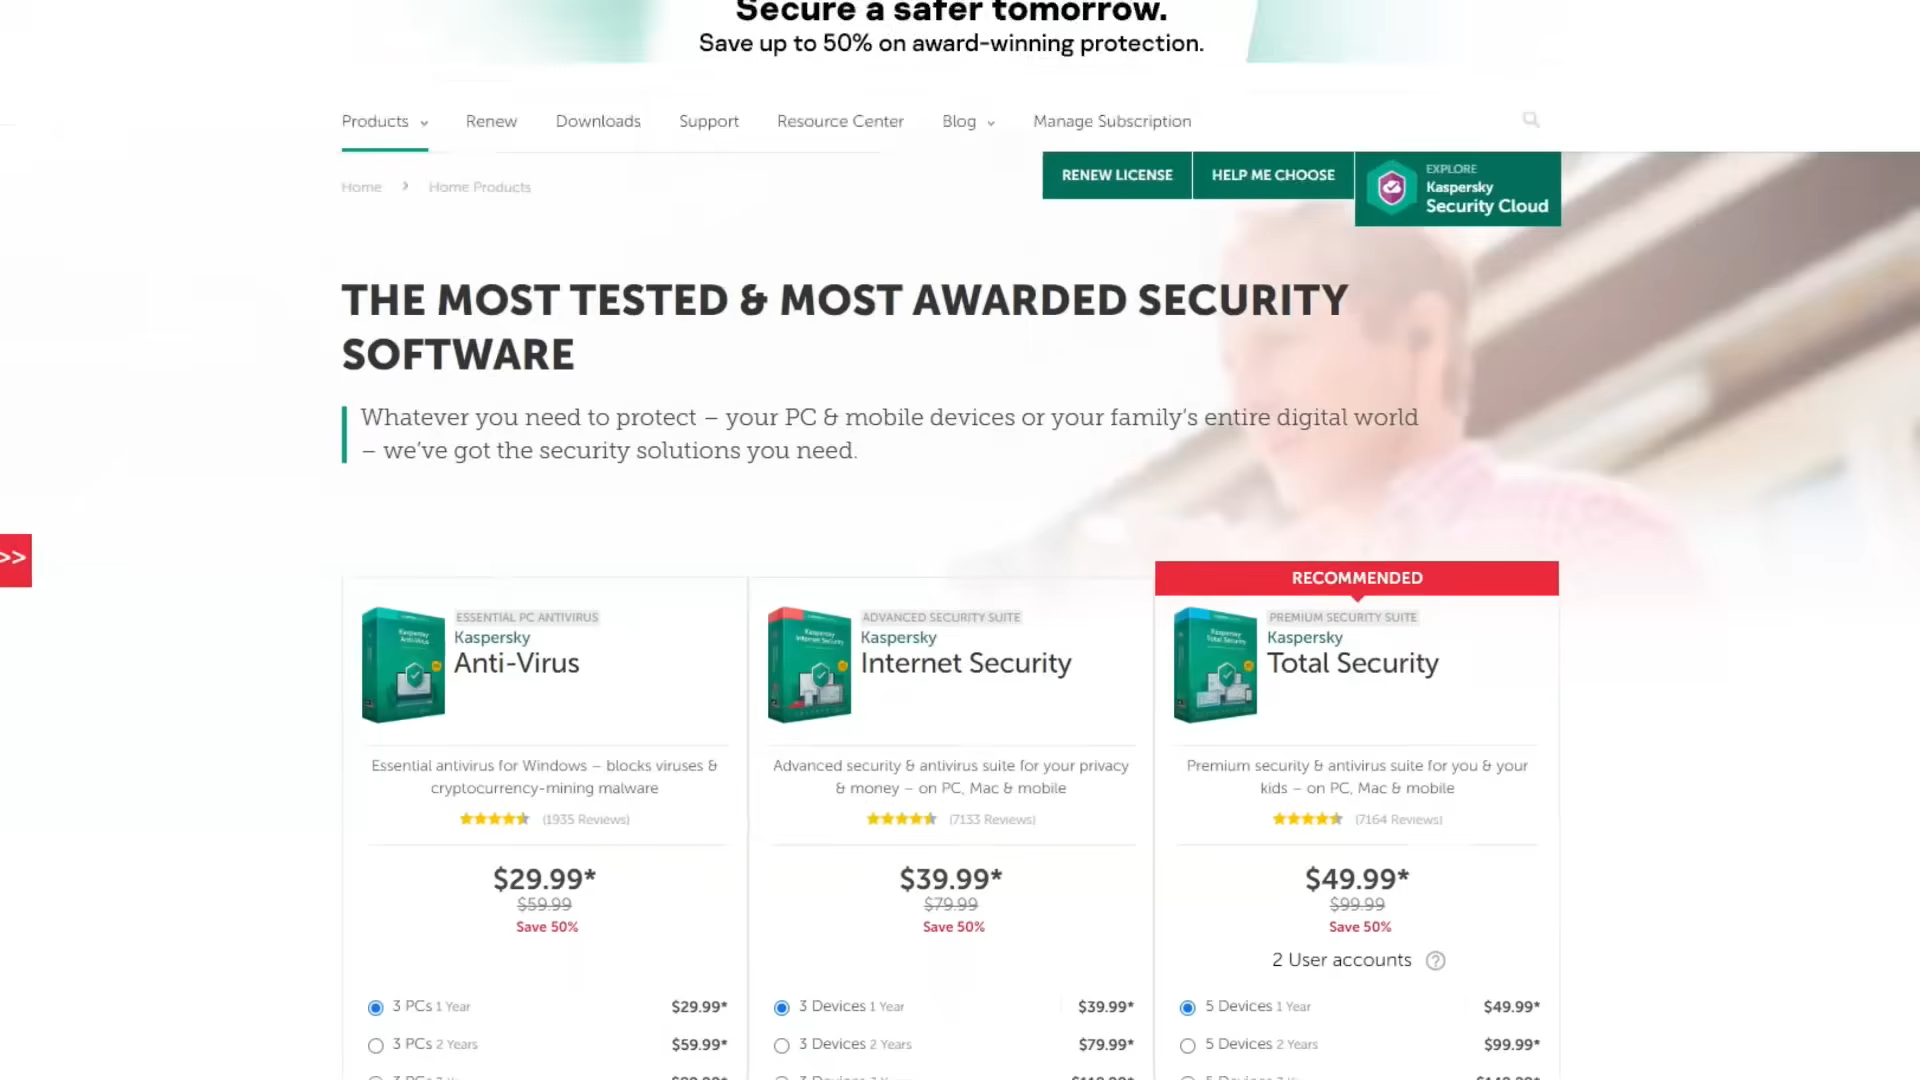 Secure a safer tomorrow.
Save up to 50% on award-winning protection.
Products Renew Downloads Support Resource Center Blog Manage Subscription
Home > Home Products
RENEW LICENSE HELP ME CHOOSE
EXPLORE
Kaspersky
Security Cloud
THE MOST TESTED & MOST AWARDED SECURITY
SOFTWARE
Whatever you need to protect – your PC & mobile devices or your family's entire digital world
– we've got the security solutions you need.
>>
RECOMMENDED
ESSENTIAL PC ANTIVIRUS
Kaspersky
Anti-Virus
Essential antivirus for Windows – blocks viruses &
cryptocurrency-mining malware
(1935 Reviews)
$29.99*
$59.99
Save 50%
3 PCs 1 Year $29.99*
3 PCs 2 Years $59.99*
ADVANCED SECURITY SUITE
Kaspersky
Internet Security
Advanced security & antivirus suite for your privacy
& money – on PC, Mac & mobile
(7133 Reviews)
$39.99*
$79.99
Save 50%
3 Devices 1 Year $39.99*
3 Devices 2 Years $79.99*
PREMIUM SECURITY SUITE
Kaspersky
Total Security
Premium security & antivirus suite for you & your
kids – on PC, Mac & mobile
(7164 Reviews)
$49.99*
$99.99
Save 50%
2 User accounts ?
5 Devices 1 Year $49.99*
5 Devices 2 Years $99.99*